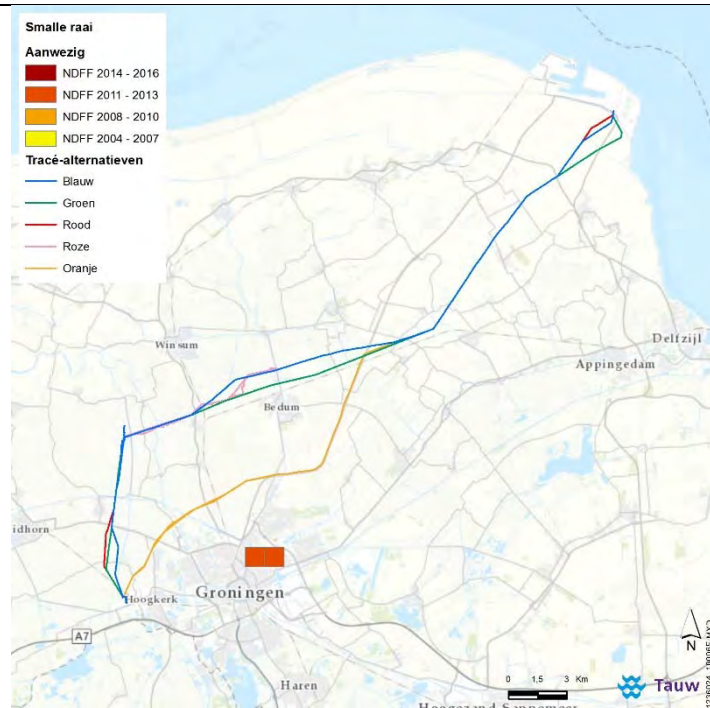 Smalle raai
Aanwezig
NDFF 2014 - 2016
NDFF 2011 - 2013
NDFF 2008 - 2010
NDFF 2004 - 2007
Tracé-alternatieven
Blauw
Groen
Rood
Roze
Oranje
Winsum
Delfzijl
Appingedam
Bedum
idhorn
Groningen
Hoogkerk
A7
N
0 1,5 3 Km
Haren
Tauw